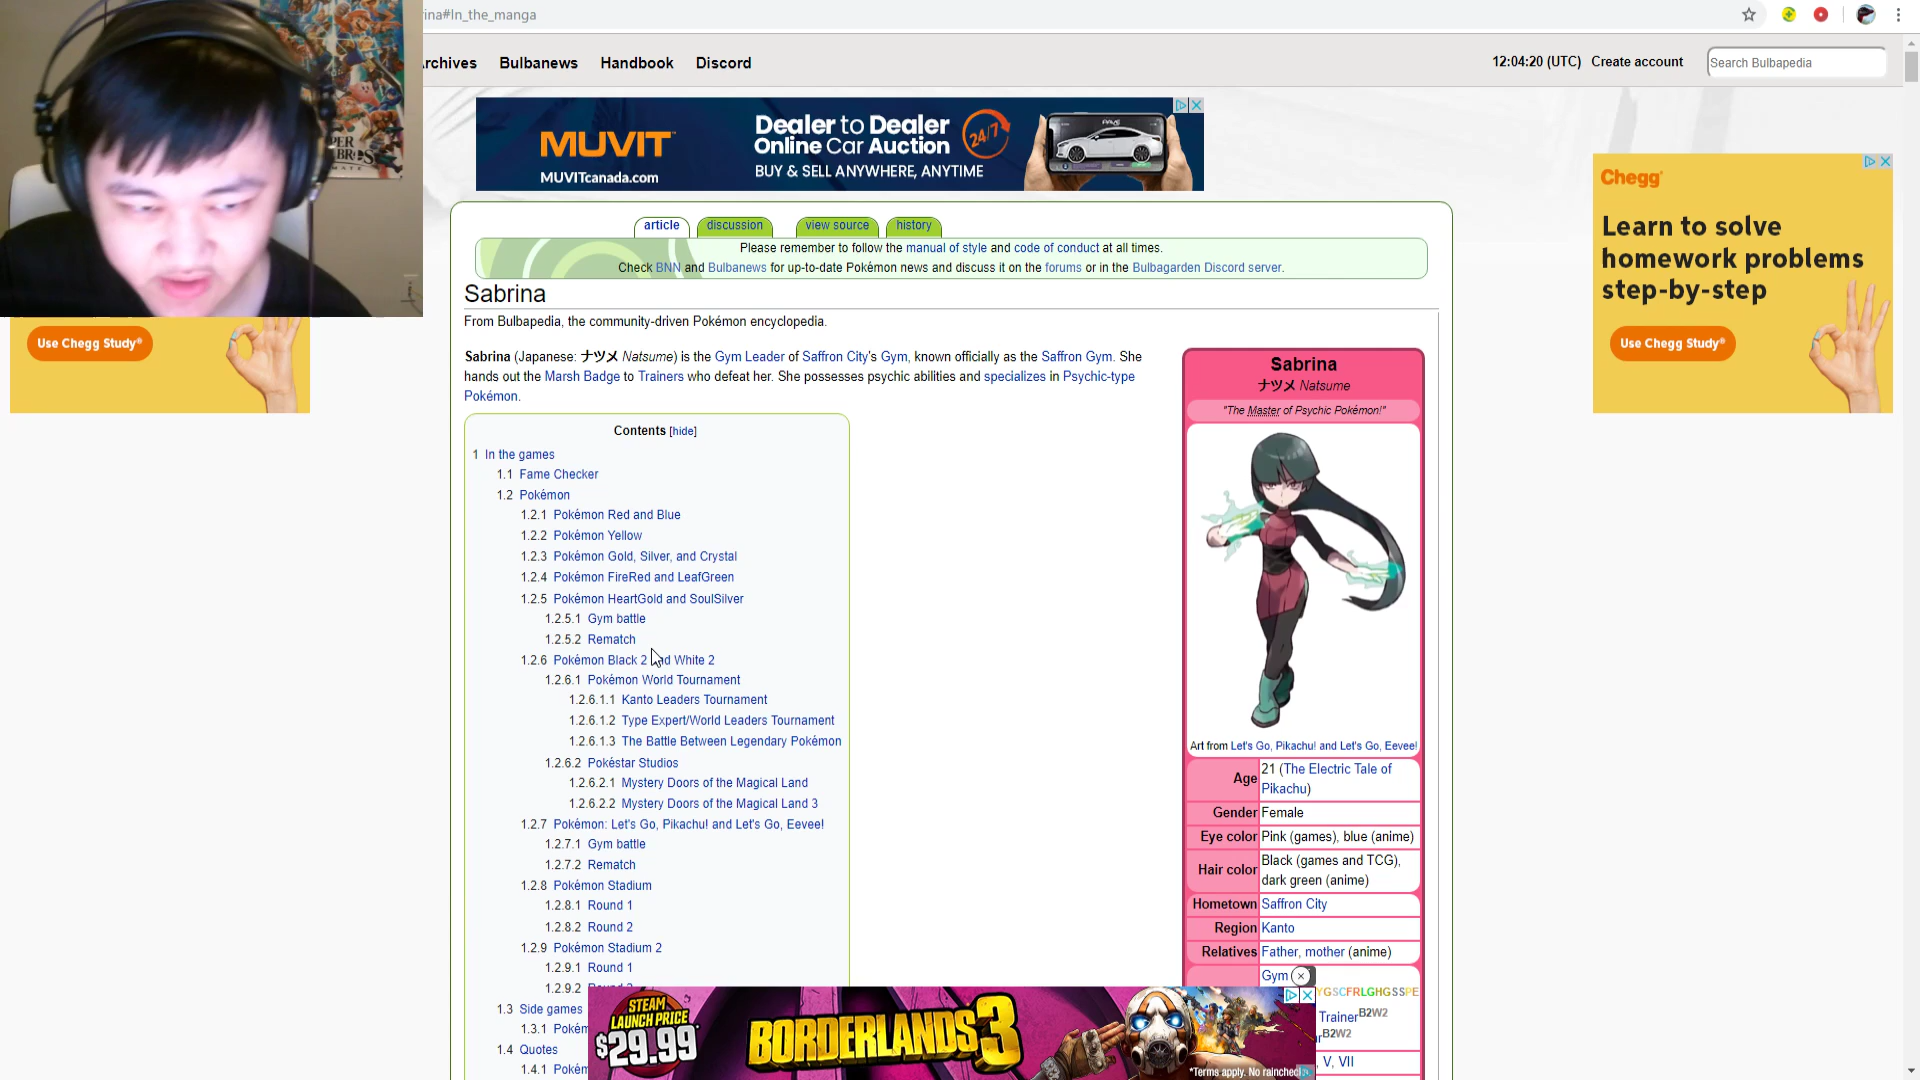 ina#In_the_manga
rchives
Bulbanews
Handbook
Discord
12:04:20 (UTC)
Create account
Search Bulbapedia
MUVIT
MUVITcanada.com
Dealer to Dealer
Online Car Auction
24/7
BUY & SELL ANYWHERE, ANYTIME
Chegg
Learn to solve
homework problems
step-by-step
Use Chegg Study®
Use Chegg Study®
article
discussion
view source
history
Please remember to follow the manual of style and code of conduct at all times.
Check BNN and Bulbanews for up-to-date Pokémon news and discuss it on the forums or in the Bulbagarden Discord server.
Sabrina
From Bulbapedia, the community-driven Pokémon encyclopedia.
Sabrina (Japanese: ナツメ Natsume) is the Gym Leader of Saffron City's Gym, known officially as the Saffron Gym. She
hands out the Marsh Badge to Trainers who defeat her. She possesses psychic abilities and specializes in Psychic-type
Pokémon.
Contents [hide]
1 In the games
1.1 Fame Checker
1.2 Pokémon
1.2.1 Pokémon Red and Blue
1.2.2 Pokémon Yellow
1.2.3 Pokémon Gold, Silver, and Crystal
1.2.4 Pokémon FireRed and LeafGreen
1.2.5 Pokémon HeartGold and SoulSilver
1.2.5.1 Gym battle
1.2.5.2 Rematch
1.2.6 Pokémon Black 2 and White 2
1.2.6.1 Pokémon World Tournament
1.2.6.1.1 Kanto Leaders Tournament
1.2.6.1.2 Type Expert/World Leaders Tournament
1.2.6.1.3 The Battle Between Legendary Pokémon
1.2.6.2 Pokéstar Studios
1.2.6.2.1 Mystery Doors of the Magical Land
1.2.6.2.2 Mystery Doors of the Magical Land 3
1.2.7 Pokémon: Let's Go, Pikachu! and Let's Go, Eevee!
1.2.7.1 Gym battle
1.2.7.2 Rematch
1.2.8 Pokémon Stadium
1.2.8.1 Round 1
1.2.8.2 Round 2
1.2.9 Pokémon Stadium 2
1.2.9.1 Round 1
1.2.9.2
1.3 Side games
1.3.1 Pokém
1.4 Quotes
1.4.1 Pokém
Sabrina
ナツメ Natsume
"The Master of Psychic Pokémon!"
Art from Let's Go, Pikachu! and Let's Go, Eevee!
Age 21 (The Electric Tale of
Pikachu)
Gender Female
Eye color Pink (games), blue (anime)
Hair color Black (games and TCG),
dark green (anime)
Hometown Saffron City
Region Kanto
Relatives Father, mother (anime)
Gym
YGSCFRLGHGSSPE
Trainer B2W2
r B2W2
, V, VII
STEAM
LAUNCH PRICE
$29.99*
BORDERLANDS 3
*Terms apply. No rainchecks.